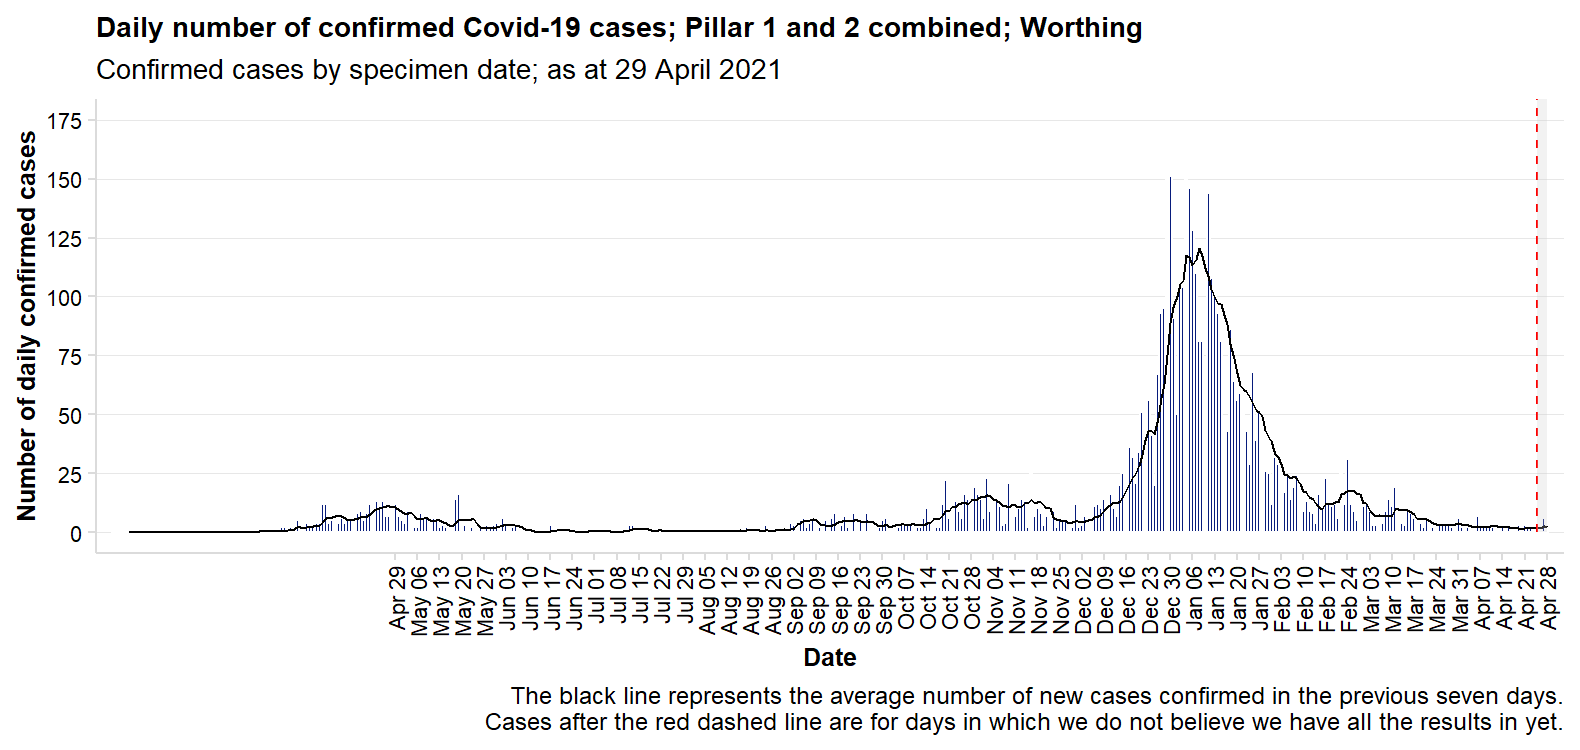 Daily number of confirmed Covid-19 cases; Pillar 1 and 2 combined; Worthing
Confirmed cases by specimen date; as at 29 April 2021
Number of daily confirmed cases
175
150
125
100
75
50
25
0
Apr 29
May 06
May 13
May 20
May 27
Jun 03
Jun 10
Jun 17
Jun 24
Jul 01
Jul 08
Jul 15
Jul 22
Jul 29
Aug 05
Aug 12
Aug 19
Aug 26
Sep 02
Sep 09
Sep 16
Sep 23
Sep 30
Oct 07
Oct 14
Oct 21
Oct 28
Nov 04
Nov 11
Nov 18
Nov 25
Dec 02
Dec 09
Dec 16
Dec 23
Dec 30
Jan 06
Jan 13
Jan 20
Jan 27
Feb 03
Feb 10
Feb 17
Feb 24
Mar 03
Mar 10
Mar 17
Mar 24
Mar 31
Apr 07
Apr 14
Apr 21
Apr 28
Date
The black line represents the average number of new cases confirmed in the previous seven days.
Cases after the red dashed line are for days in which we do not believe we have all the results in yet.